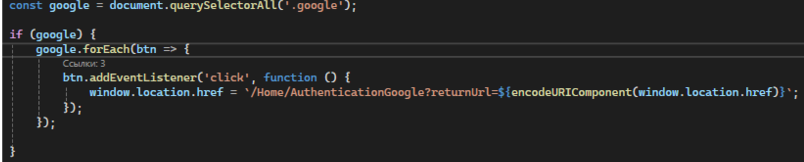 const google = document.querySelectorAll('.google');
if (google) {
google.forEach(btn => {
Ссылки: 3
btn.addEventListener('click', function () {
window.location.href = `/Home/AuthenticationGoogle?returnUrl=${encodeURIComponent(window.location.href)}`;
});
});
}